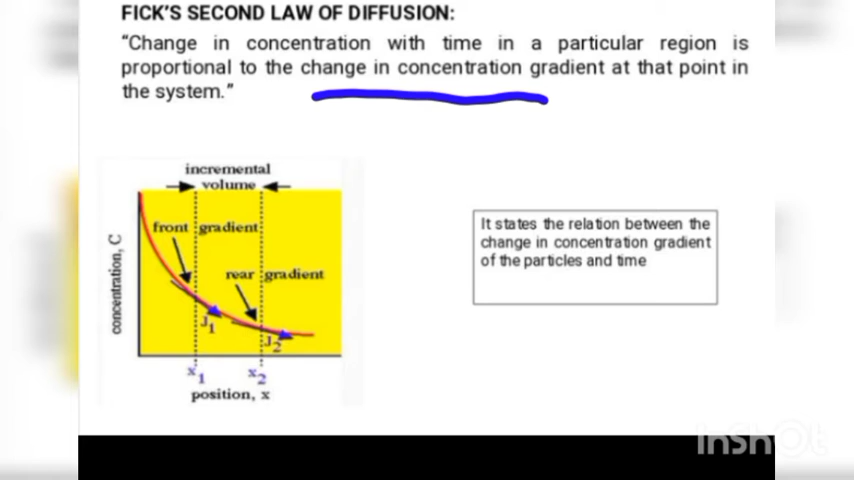 FICK'S SECOND LAW OF DIFFUSION:
“Change in concentration with time in a particular region is
proportional to the change in concentration gradient at that point in
the system.”
incremental
volume
front gradient
rear gradient
concentration, C
J1
J2
x1 x2
position, x
It states the relation between the
change in concentration gradient
of the particles and time
InShOt